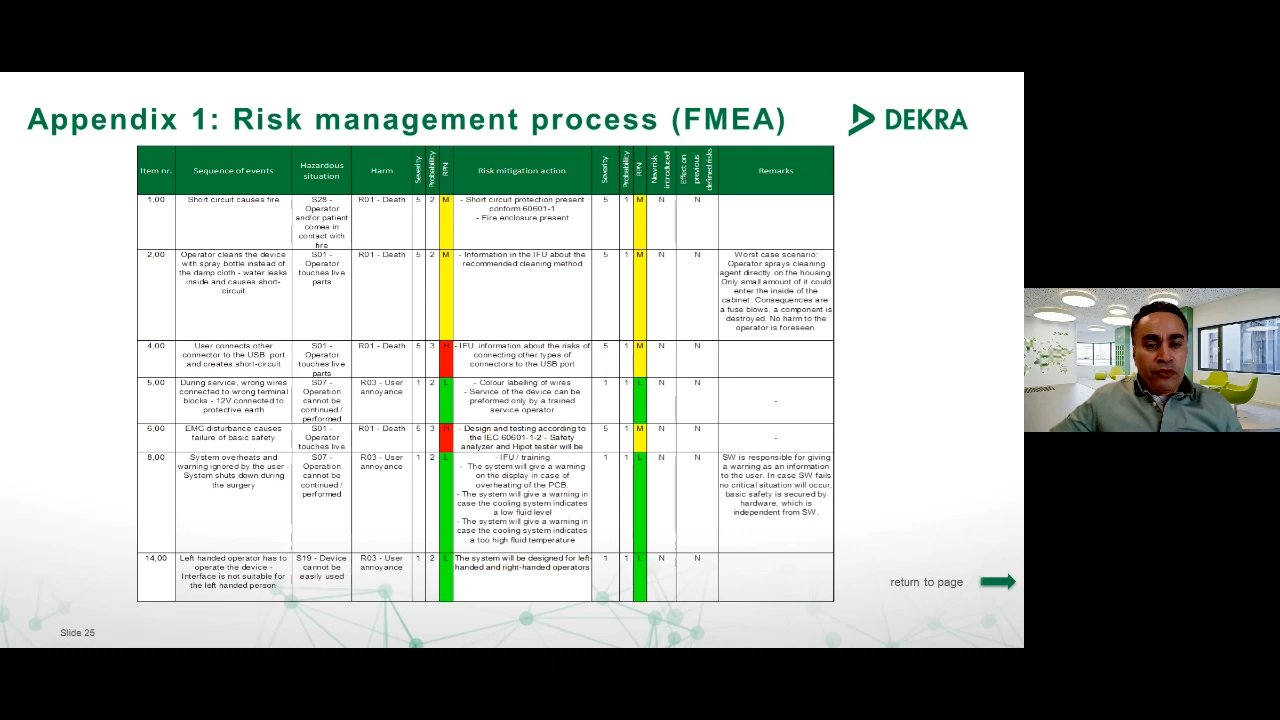 Appendix 1: Risk management process (FMEA)
DEKRA
Item nr.
Sequence of events
Hazardous
situation
Harm
Severity
Probability
RPN
Risk mitigation action
Severity
Probability
RPN
New risk
introduced
Effect on
previous
defined risks
Remarks
1,00
Short circuit causes fire
S28 -
Operator
and/or patient
comes in
contact with
fire
R01 - Death
5
2
M
- Short circuit protection present
conform 60601-1
- Fire enclosure present
5
1
M
N
N
2,00
Operator cleans the device
with spray bottle instead of
the damp cloth - water leaks
inside and causes short-
circuit
S01 -
Operator
touches live
parts
R01 - Death
5
2
M
- Information in the IFU about the
recommended cleaning method
5
1
M
N
N
Worst case scenario:
Operator sprays cleaning
agent directly on the housing.
Only small amount of it could
enter the inside of the
cabinet. Consequences are
a fuse blows, a component is
destroyed. No harm to the
operator is foreseen.
4,00
User connects other
connector to the USB port
and creates short-circuit
S01 -
Operator
touches live
parts
R01 - Death
5
3
H
- IFU: information about the risks of
connecting other types of
connectors to the USB port
5
1
M
N
N
5,00
During service, wrong wires
connected to wrong terminal
blocks - 12V connected to
protective earth
S07 -
Operation
cannot be
continued /
performed
R03 - User
annoyance
1
2
L
- Colour labelling of wires
- Service of the device can be
preformed only by a trained
service operator
1
1
L
N
N
-
6,00
EMC disturbance causes
failure of basic safety
S01 -
Operator
touches live
R01 - Death
5
3
H
- Design and testing according to
the IEC 60601-1-2 - Safety
analyzer and Hipot tester will be
5
1
M
N
N
-
8,00
System overheats and
warning ignored by the user -
System shuts down during
the surgery
S07 -
Operation
cannot be
continued /
performed
R03 - User
annoyance
1
2
L
- IFU / training
- The system will give a warning
on the display in case of
overheating of the PCB.
- The system will give a warning in
case the cooling system indicates
a low fluid level
- The system will give a warning in
case the cooling system indicates
a too high fluid temperature
1
1
L
N
N
SW is responsible for giving
a warning as an information
to the user. In case SW fails
no critical situation will occur,
basic safety is secured by
hardware, which is
independent from SW.
14,00
Left handed operator has to
operate the device -
Interface is not suitable for
the left handed person
S19 - Device
cannot be
easily used
R03 - User
annoyance
1
2
L
The system will be designed for left-
handed and right-handed operators
1
1
L
N
N
return to page
Slide 25